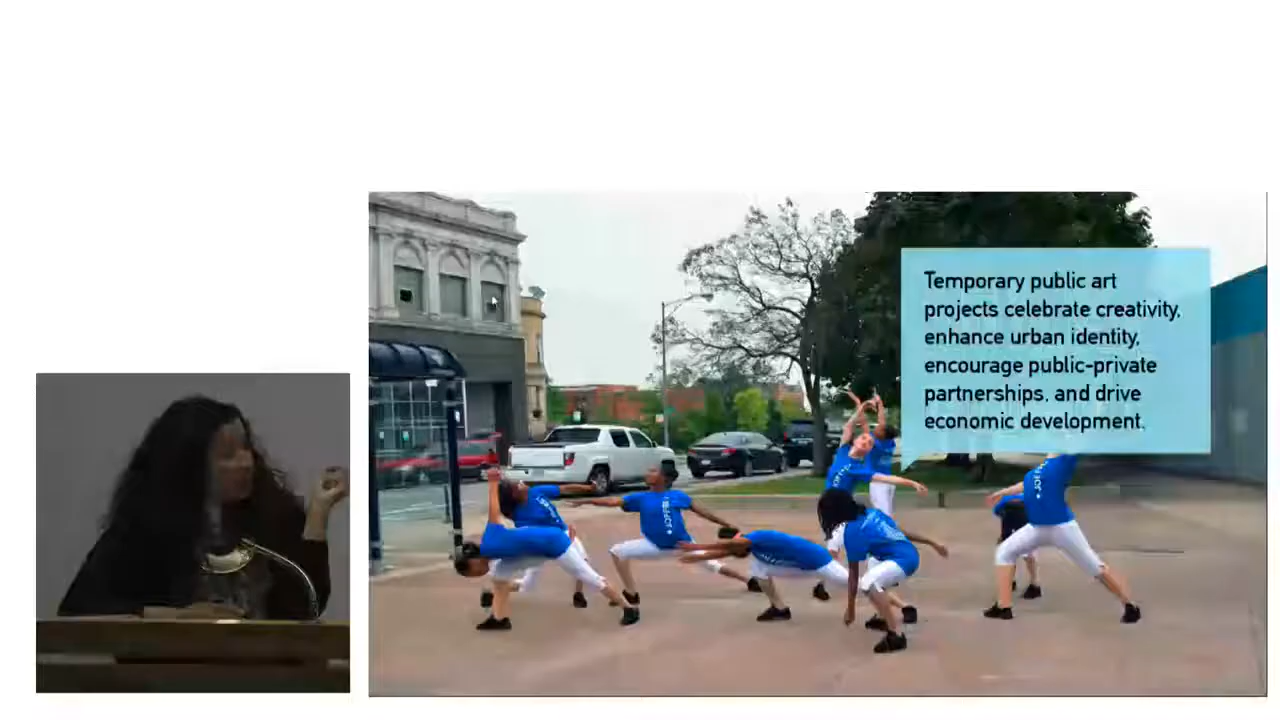 Temporary public art
projects celebrate creativity,
enhance urban identity,
encourage public-private
partnerships, and drive
economic development.